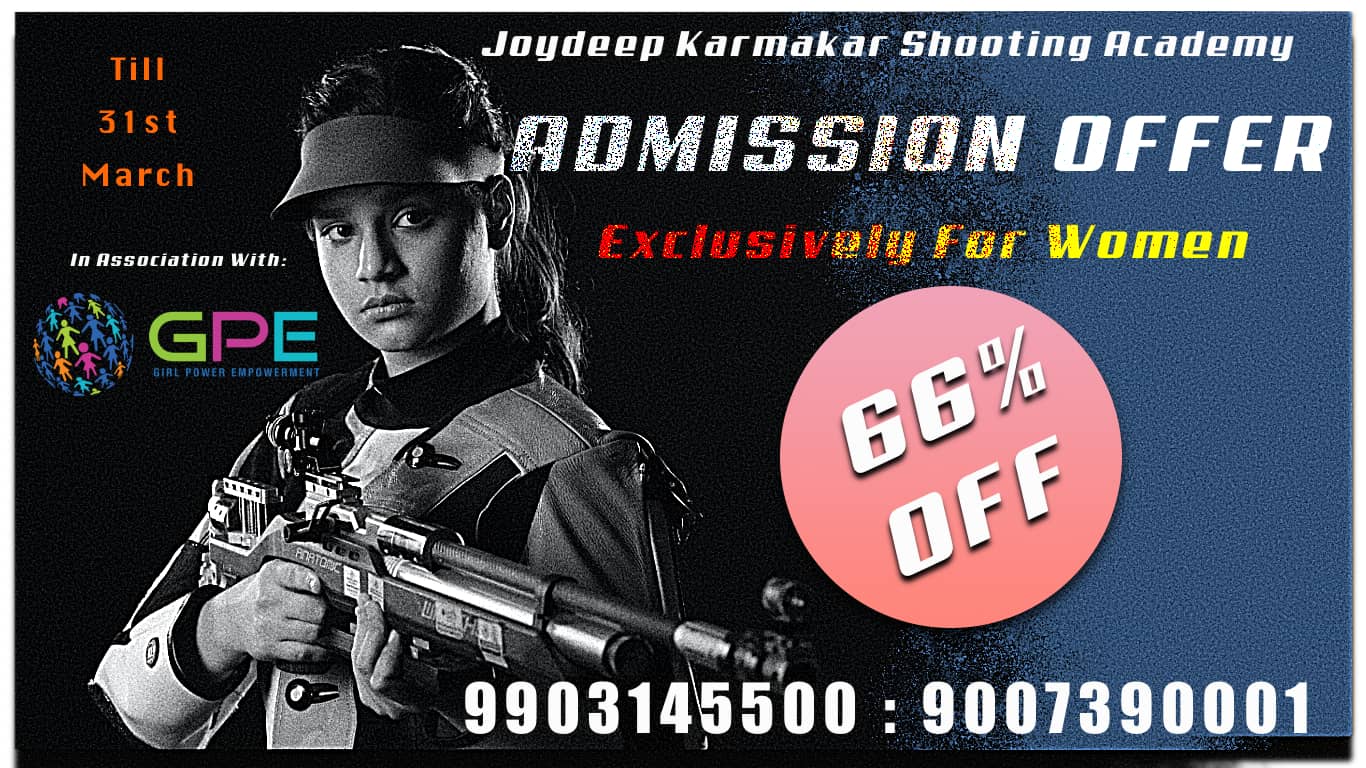 Joydeep Karmakar Shooting Academy
Till
31st
March
ADMISSION OFFER
Exclusively For Women
In Association With:
GPE
GIRL POWER EMPOWERMENT
66%
OFF
ANATOMIC
9903145500 : 9007390001